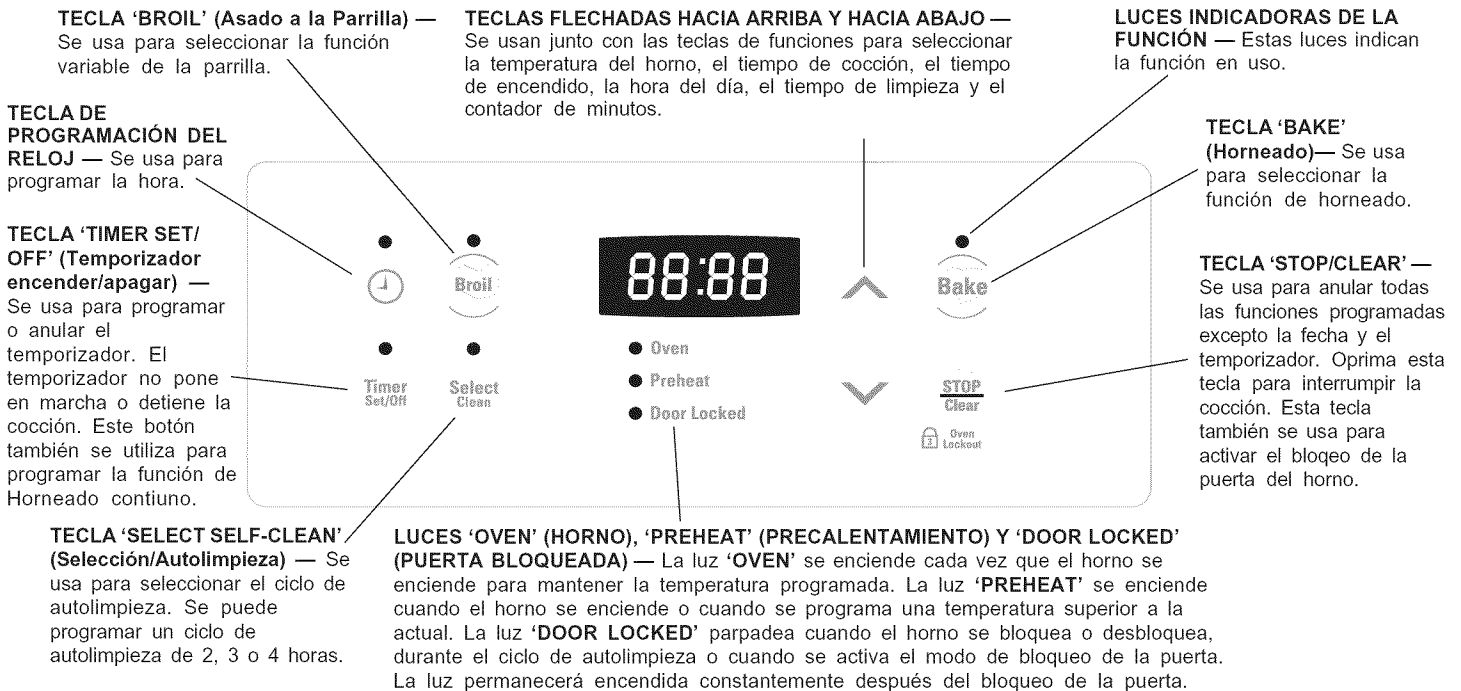 TECLA 'BROIL' (Asado a la Parrilla) —
Se usa para seleccionar la función
variable de la parrilla.
TECLAS FLECHADAS HACIA ARRIBA Y HACIA ABAJO —
Se usan junto con las teclas de funciones para seleccionar
la temperatura del horno, el tiempo de cocción, el tiempo
de encendido, la hora del día, el tiempo de limpieza y el
contador de minutos.
LUCES INDICADORAS DE LA
FUNCIÓN — Estas luces indican
la función en uso.
TECLA DE
PROGRAMACIÓN DEL
RELOJ — Se usa para
programar la hora.
TECLA 'BAKE'
(Horneado)— Se usa
para seleccionar la
función de horneado.
TECLA 'TIMER SET/
OFF' (Temporizador
encender/apagar) —
Se usa para programar
o anular el
temporizador. El
temporizador no pone
en marcha o detiene la
cocción. Este botón
también se utiliza para
programar la función de
Horneado contiuno.
Broil
88:88
Bake
Oven
Preheat
Door Locked
Timer
Set/Off
Select
Clean
STOP
Clear
Oven
Lockout
TECLA 'STOP/CLEAR' —
Se usa para anular todas
las funciones programadas
excepto la fecha y el
temporizador. Oprima esta
tecla para interrumpir la
cocción. Esta tecla
también se usa para
activar el bloqeo de la
puerta del horno.
TECLA 'SELECT SELF-CLEAN'
(Selección/Autolimpieza) — Se
usa para seleccionar el ciclo de
autolimpieza. Se puede
programar un ciclo de
autolimpieza de 2, 3 o 4 horas.
LUCES 'OVEN' (HORNO), 'PREHEAT' (PRECALENTAMIENTO) Y 'DOOR LOCKED'
(PUERTA BLOQUEADA) — La luz 'OVEN' se enciende cada vez que el horno se
enciende para mantener la temperatura programada. La luz 'PREHEAT' se enciende
cuando el horno se enciende o cuando se programa una temperatura superior a la
actual. La luz 'DOOR LOCKED' parpadea cuando el horno se bloquea o desbloquea,
durante el ciclo de autolimpieza o cuando se activa el modo de bloqueo de la puerta.
La luz permanecerá encendida constantemente después del bloqueo de la puerta.